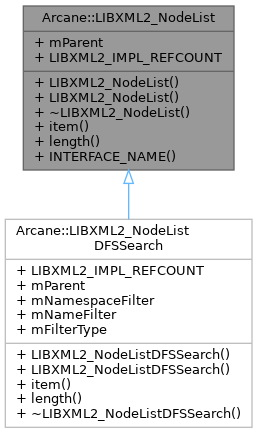 Arcane::LIBXML2_NodeList
+ mParent
+ LIBXML2_IMPL_REFCOUNT
+ LIBXML2_NodeList()
+ LIBXML2_NodeList()
+ ~LIBXML2_NodeList()
+ item()
+ length()
+ INTERFACE_NAME()
Arcane::LIBXML2_NodeList
DFSSearch
+ LIBXML2_IMPL_REFCOUNT
+ mParent
+ mNamespaceFilter
+ mNameFilter
+ mFilterType
+ LIBXML2_NodeListDFSSearch()
+ LIBXML2_NodeListDFSSearch()
+ item()
+ length()
+ ~LIBXML2_NodeListDFSSearch()